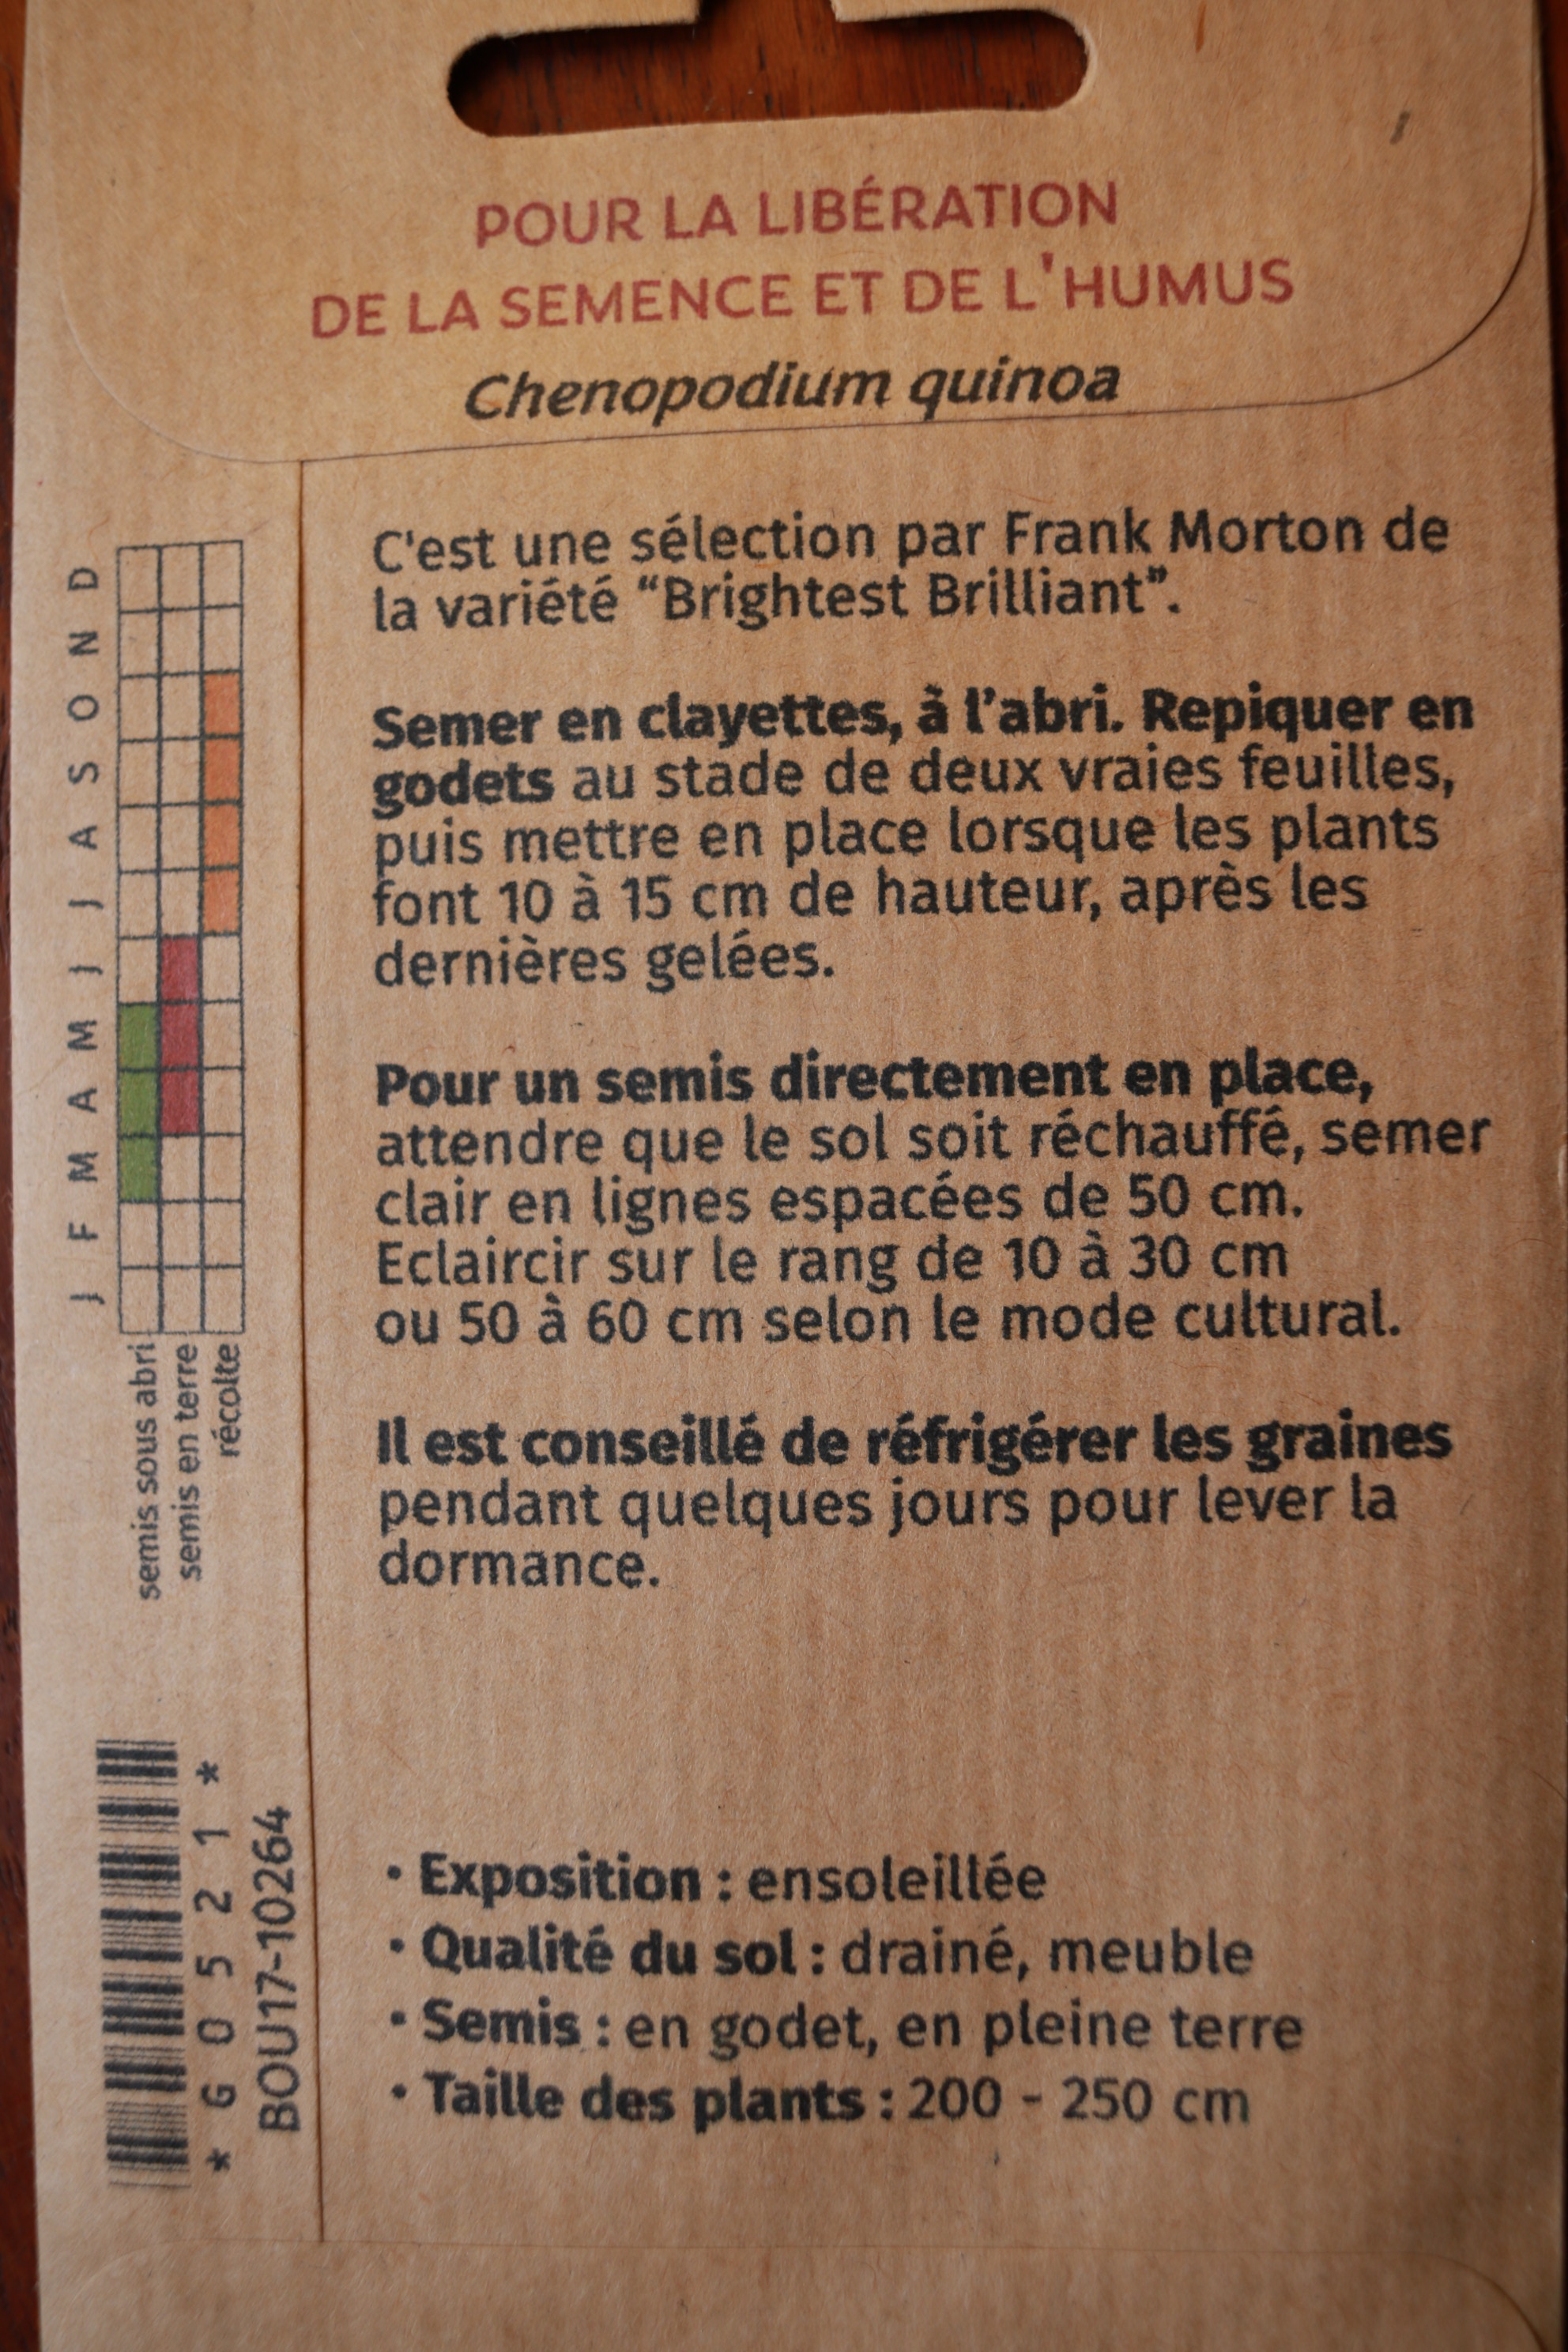 POUR LA LIBÉRATION
DE LA SEMENCE ET DE L'HUMUS
Chenopodium quinoa
C'est une sélection par Frank Morton de
la variété “Brightest Brilliant”.
Semer en clayettes, à l’abri. Repiquer en
godets au stade de deux vraies feuilles,
puis mettre en place lorsque les plants
font 10 à 15 cm de hauteur, après les
dernières gelées.
Pour un semis directement en place,
attendre que le sol soit réchauffé, semer
clair en lignes espacées de 50 cm.
Eclaircir sur le rang de 10 à 30 cm
ou 50 à 60 cm selon le mode cultural.
Il est conseillé de réfrigérer les graines
pendant quelques jours pour lever la
dormance.
• Exposition : ensoleillée
• Qualité du sol : drainé, meuble
• Semis : en godet, en pleine terre
• Taille des plants : 200 - 250 cm
J F M A M J J A S O N D
semis sous abri
semis en terre
récolte
* G 0 5 2 1 *
BOU17-10264